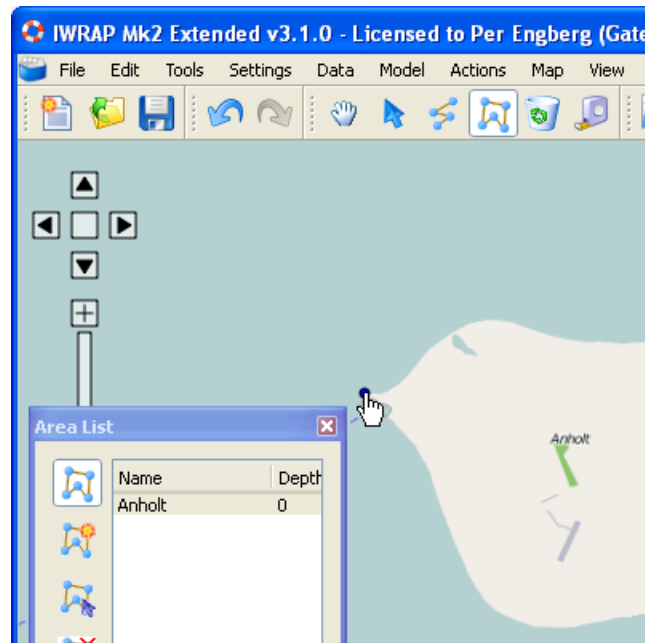 IWRAP Mk2 Extended v3.1.0 - Licensed to Per Engberg (Gate
File Edit Tools Settings Data Model Actions Map View
Area List
Name Depth
Anholt 0
Anholt